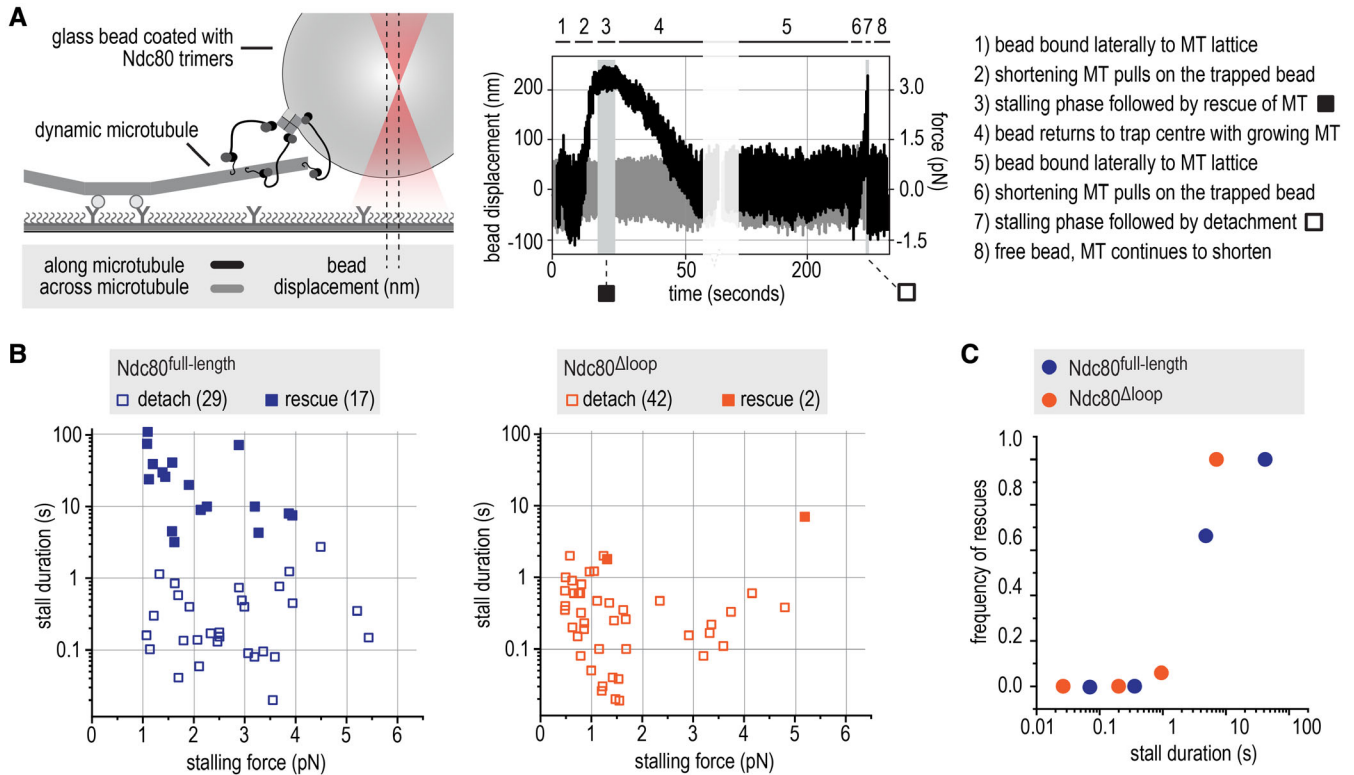 A
glass bead coated with
Ndc80 trimers
dynamic microtubule
along microtubule
across microtubule
bead
displacement (nm)
1 2 3 4 5 6 7 8
bead displacement (nm)
200
100
0
-100
force (pN)
3.0
1.5
0.0
-1.5
0 50 200
time (seconds)
1) bead bound laterally to MT lattice
2) shortening MT pulls on the trapped bead
3) stalling phase followed by rescue of MT
4) bead returns to trap centre with growing MT
5) bead bound laterally to MT lattice
6) shortening MT pulls on the trapped bead
7) stalling phase followed by detachment
8) free bead, MT continues to shorten
B
Ndc80full-length
detach (29) rescue (17)
stall duration (s)
100
10
1
0.1
0 1 2 3 4 5 6
stalling force (pN)
Ndc80Δloop
detach (42) rescue (2)
stall duration (s)
100
10
1
0.1
0 1 2 3 4 5 6
stalling force (pN)
C
Ndc80full-length
Ndc80Δloop
frequency of rescues
1.0
0.8
0.6
0.4
0.2
0.0
0.01 0.1 1 10 100
stall duration (s)